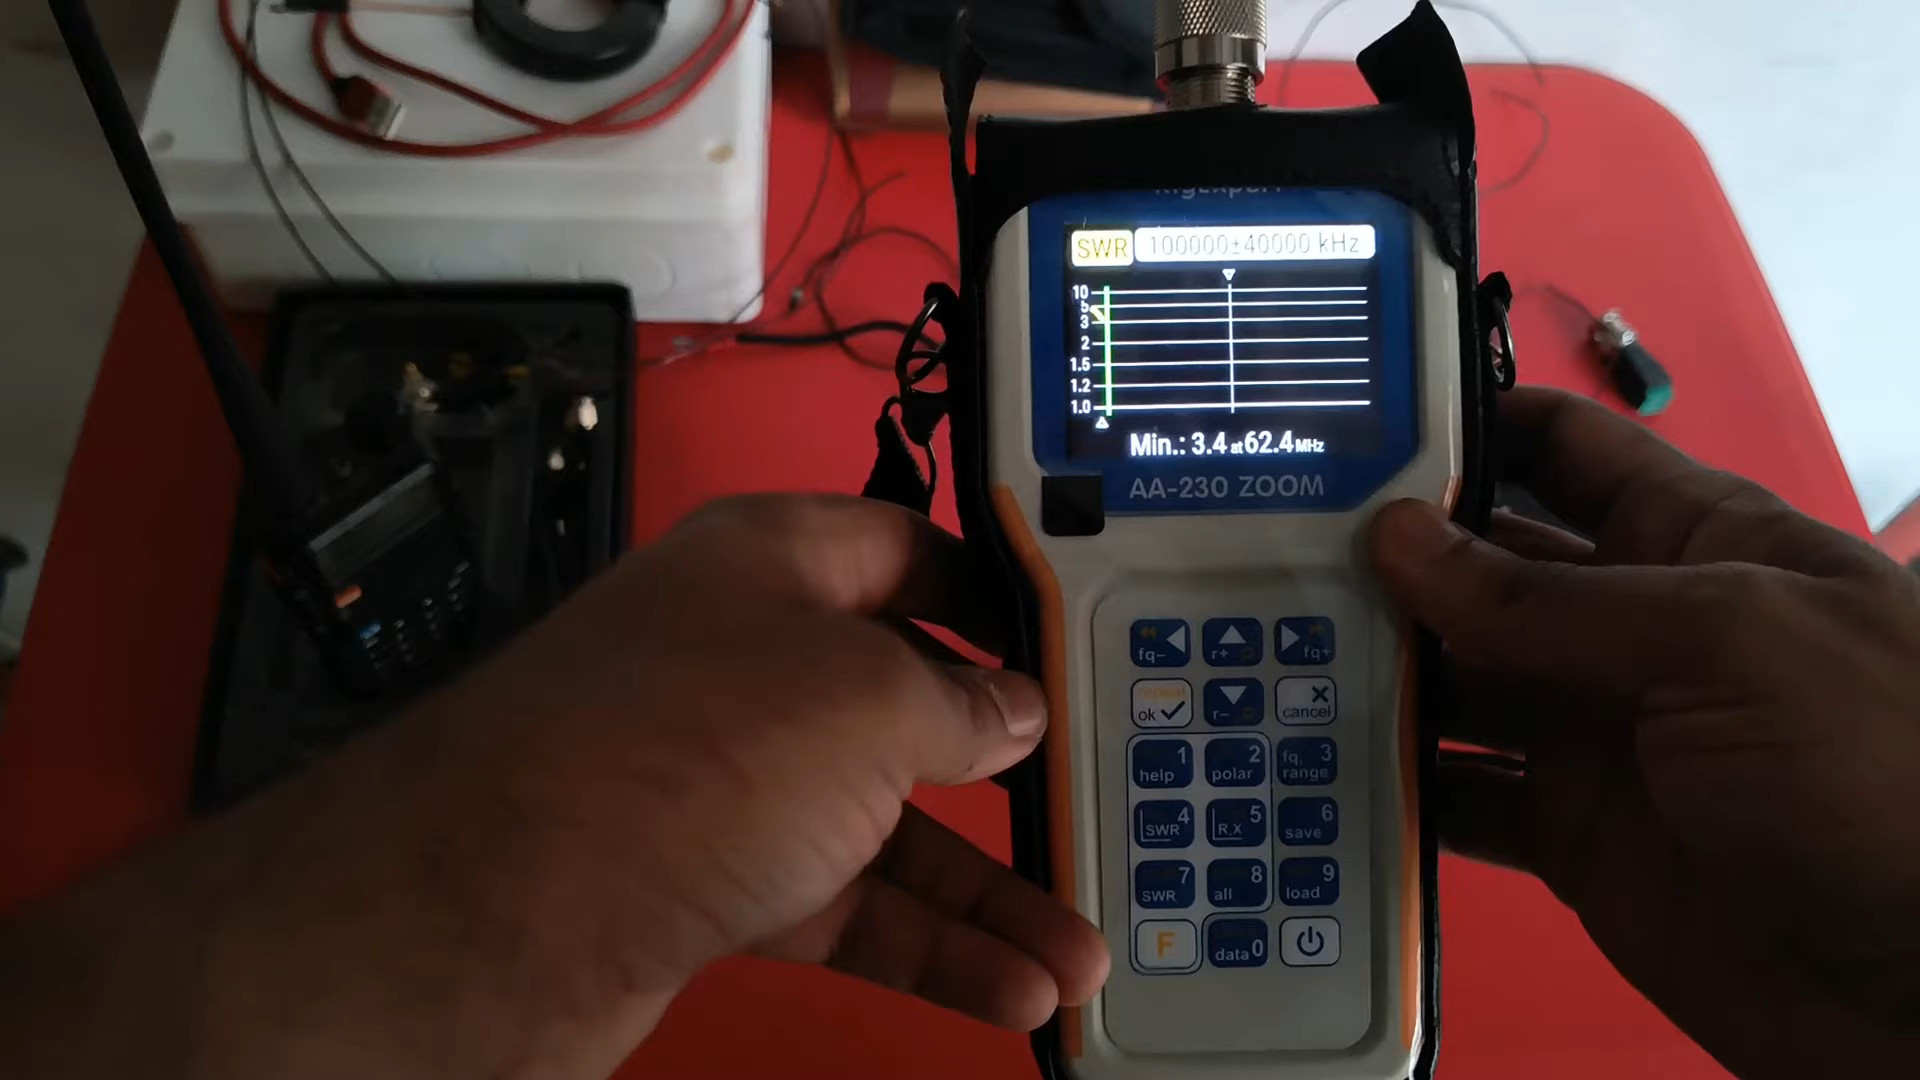 SWR 100000±40000 kHz
10
5
3
2
1.5
1.2
1.0
Min.: 3.4 at 62.4 MHz
AA-230 ZOOM
fq- r+ fq+
ok r- cancel
1 2 fq, 3
help polar range
4 5 6
SWR R,X save
7 8 9
SWR all load
F data 0